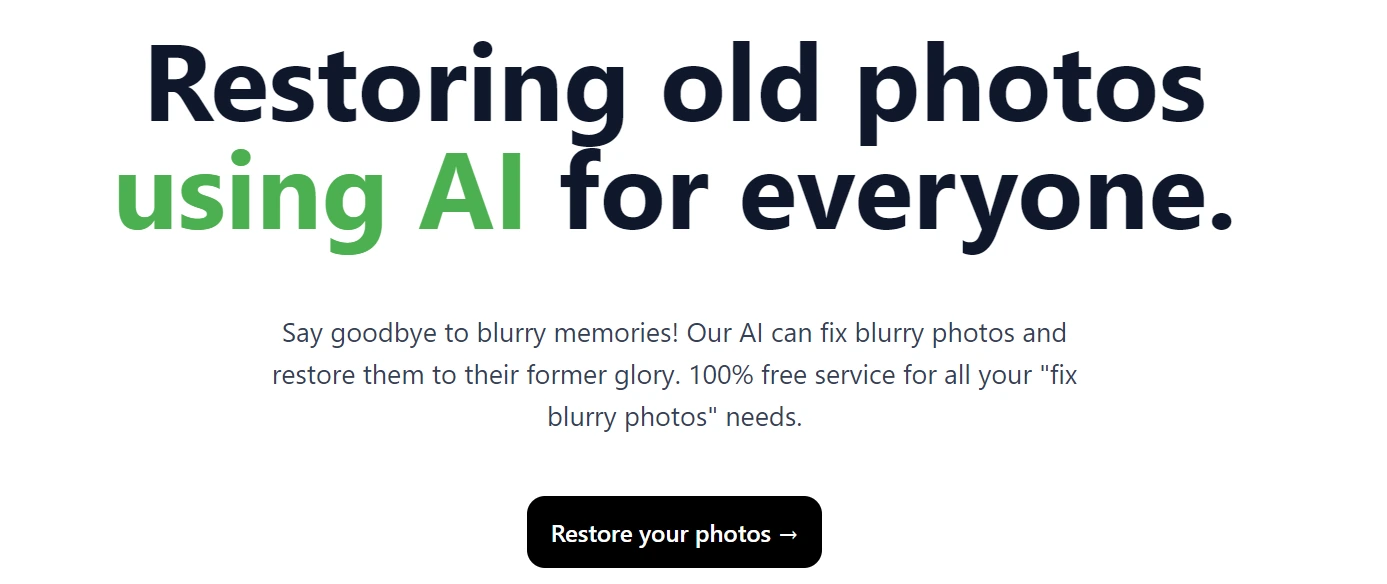 Restoring old photos
using AI for everyone.
Say goodbye to blurry memories! Our AI can fix blurry photos and
restore them to their former glory. 100% free service for all your "fix
blurry photos" needs.
Restore your photos →